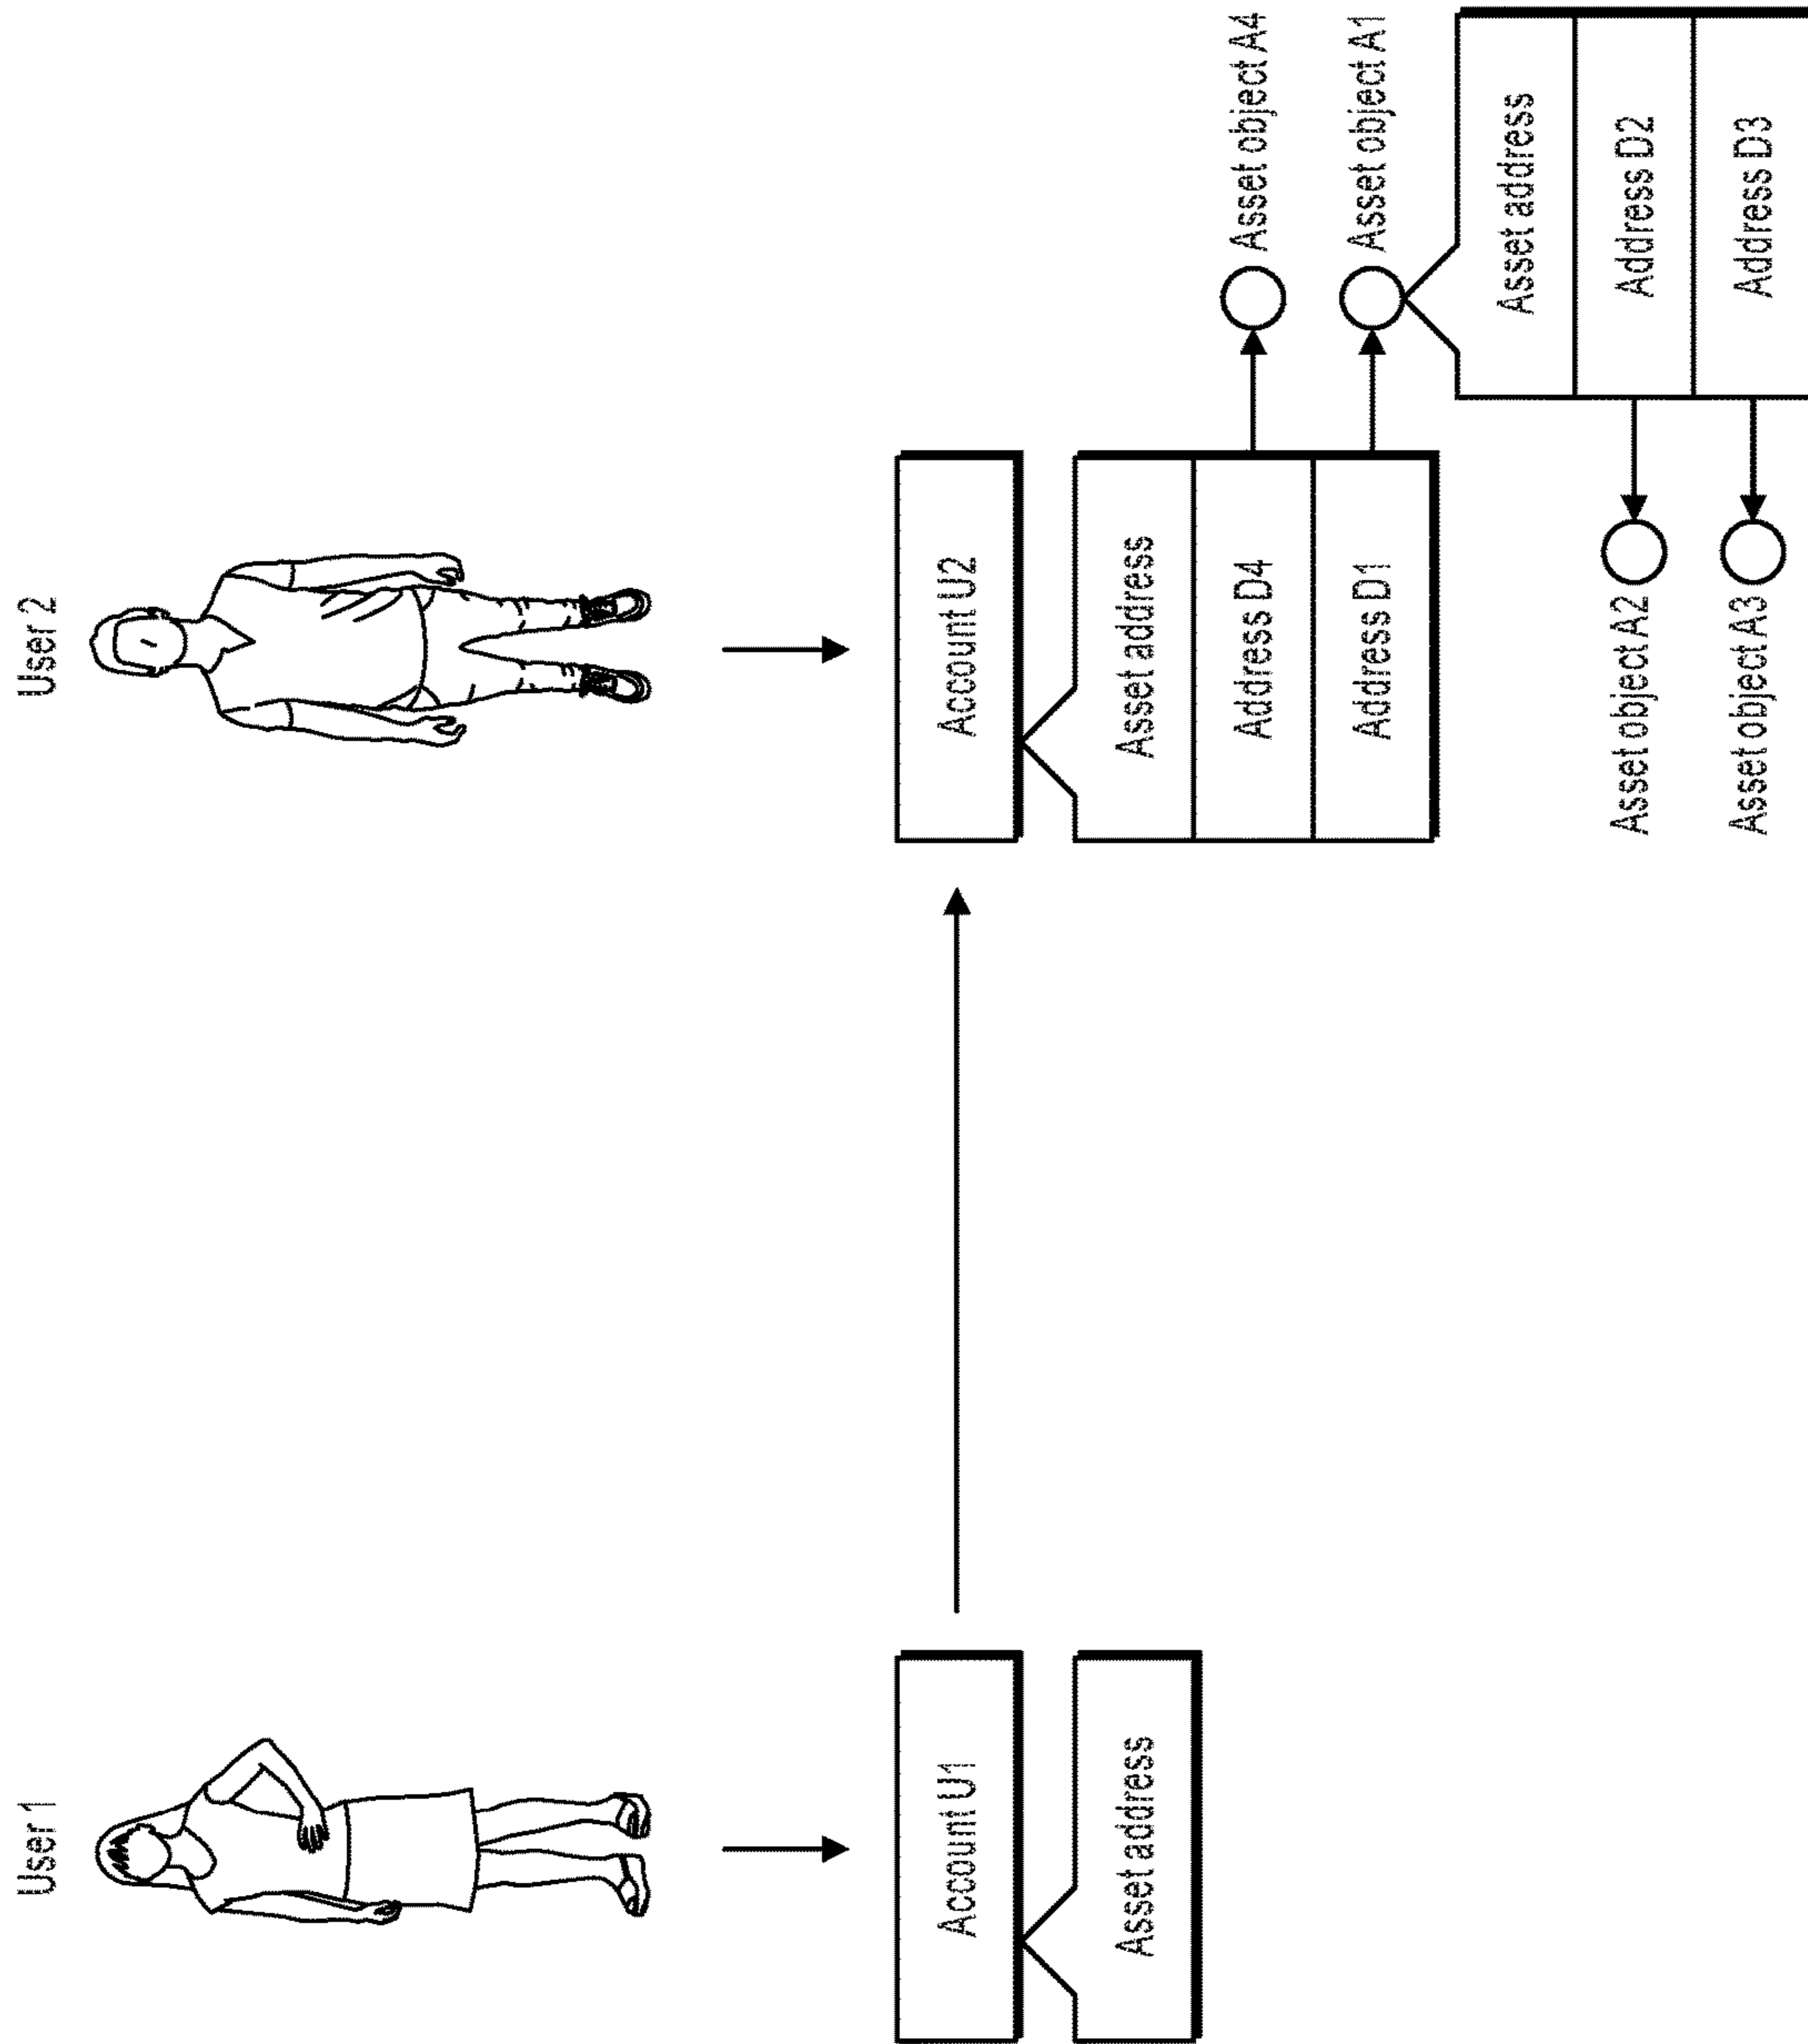 User 1
User 2
Account U1
Account U2
Asset address
Asset address
Address D4
Asset object A4
Address D1
Asset object A1
Asset address
Asset object A2
Address D2
Asset object A3
Address D3